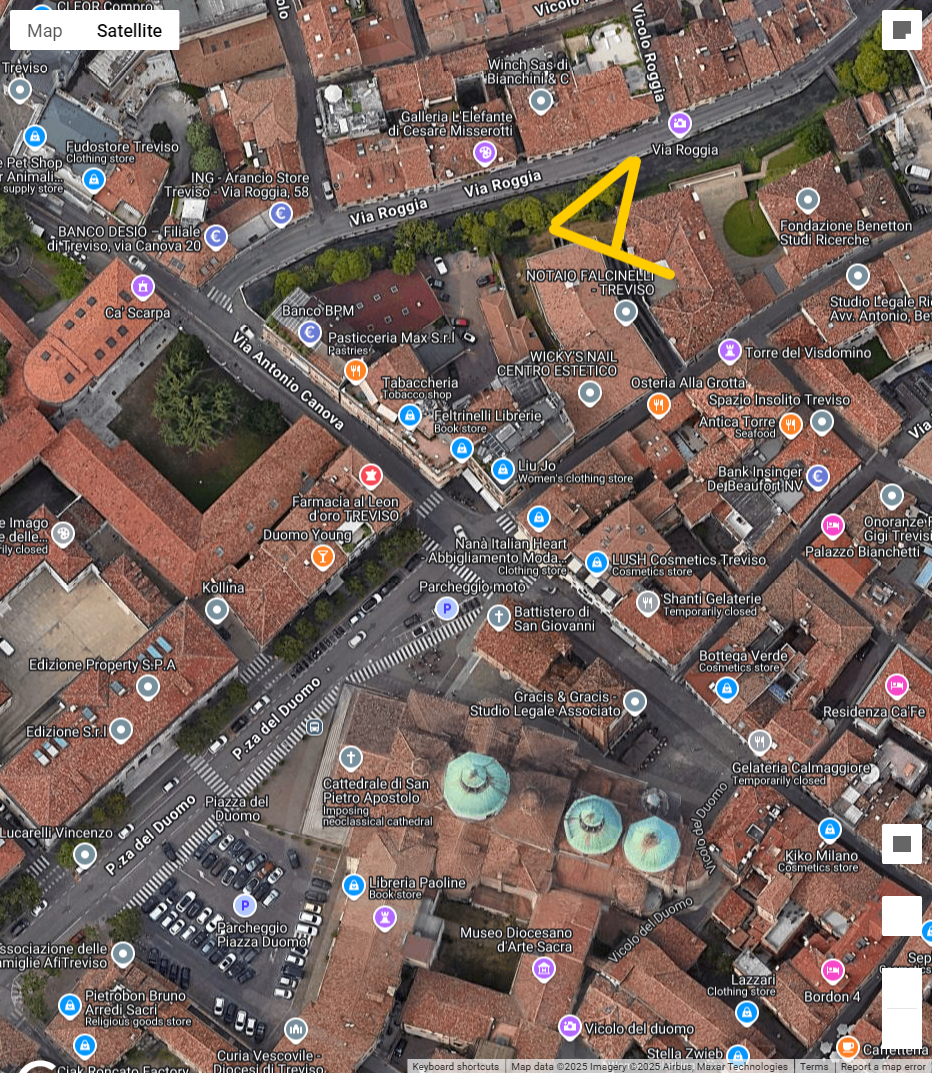 CLEOR Compro
Vicolo
Map
Satellite
Vicolo Roggia
Treviso
Winch Sas di
Bianchini & C
Galleria L'Elefante
di Cesare Misserotti
Via Roggia
Fudostore Treviso
Clothing store
Pet Shop
Animali...
supply store
ING - Arancio Store
Treviso - Via Roggia, 58
Via Roggia
Via Roggia
BANCO DESIO – Filiale
di Treviso, via Canova 20
Fondazione Benetton
Studi Ricerche
NOTAIO FALCINELLI
- TREVISO
Ca' Scarpa
Studio Legale
Avv. Antonio,
Banco BPM
Pasticceria Max S.r.l
Pastries
Via Antonio Canova
Torre del Visdomino
WICKY'S NAIL
CENTRO ESTETICO
Tabaccheria
Tobacco shop
Osteria Alla Grotta
Spazio Insolito Treviso
Feltrinelli Librerie
Book store
Antica Torre
Seafood
Via
Liu Jo
Women's clothing store
Bank Insinger
De Beaufort NV
Farmacia al Leon
d'oro TREVISO
Imago
e delle...
closed
Duomo Young
Onoranze
Gigi Trevisi
Palazzo Bianchetti
Nanà Italian Heart
- Abbigliamento Moda...
Clothing store
LUSH Cosmetics Treviso
Cosmetics store
Kollina
Parcheggio moto
Shanti Gelaterie
Temporarily closed
Battistero di
San Giovanni
Edizione Property S.P.A
Bottega Verde
Cosmetics store
Gracis & Gracis -
Studio Legale Associato
Residenza Ca'Fe
Edizione S.r.l
P.za del Duomo
Gelateria Calmaggiore
Temporarily closed
Cattedrale di San
Pietro Apostolo
Imposing
neoclassical cathedral
Piazza del
Duomo
Vicolo del Duomo
Lucarelli Vincenzo
P.za del Duomo
Kiko Milano
Cosmetics store
Libreria Paoline
Book store
Parcheggio
Piazza Duomo
Vicolo del Duomo
Museo Diocesano
d'Arte Sacra
Associazione delle
Famiglie AfiTreviso
Lazzari
Clothing store
Bordon 4
Pietrobon Bruno
Arredi Sacri
Religious goods store
Vicolo del duomo
Curia Vescovile -
Diocesi di Treviso
Stella Zwieb
Carretteria
Ciak Roncato Factory
Keyboard shortcuts
Map data ©2025 Imagery ©2025 Airbus, Maxar Technologies
Terms
Report a map error